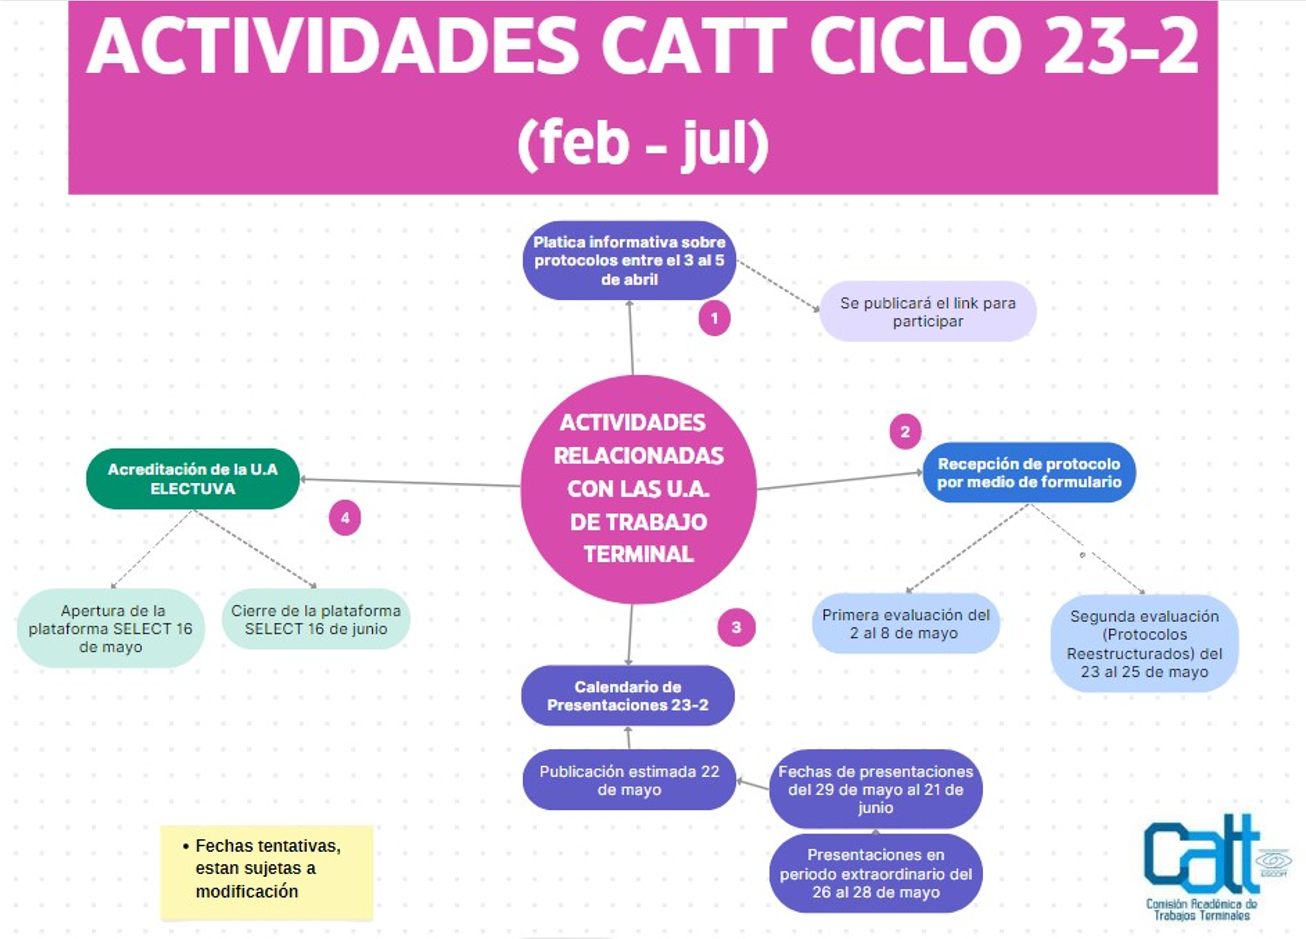 ACTIVIDADES CATT CICLO 23-2
(feb - jul)
Platica informativa sobre
protocolos entre el 3 al 5
de abril
1
Se publicará el link para
participar
ACTIVIDADES
RELACIONADAS
CON LAS U.A.
DE TRABAJO
TERMINAL
2
Recepción de protocolo
por medio de formulario
Primera evaluación del
2 al 8 de mayo
Segunda evaluación
(Protocolos
Reestructurados) del
23 al 25 de mayo
3
Calendario de
Presentaciones 23-2
Publicación estimada 22
de mayo
Fechas de presentaciones
del 29 de mayo al 21 de
junio
Presentaciones en
periodo extraordinario del
26 al 28 de mayo
4
Acreditación de la U.A
ELECTUVA
Apertura de la
plataforma SELECT 16
de mayo
Cierre de la plataforma
SELECT 16 de junio
• Fechas tentativas,
estan sujetas a
modificación
Catt
ESCOM
Comisión Académica de
Trabajos Terminales